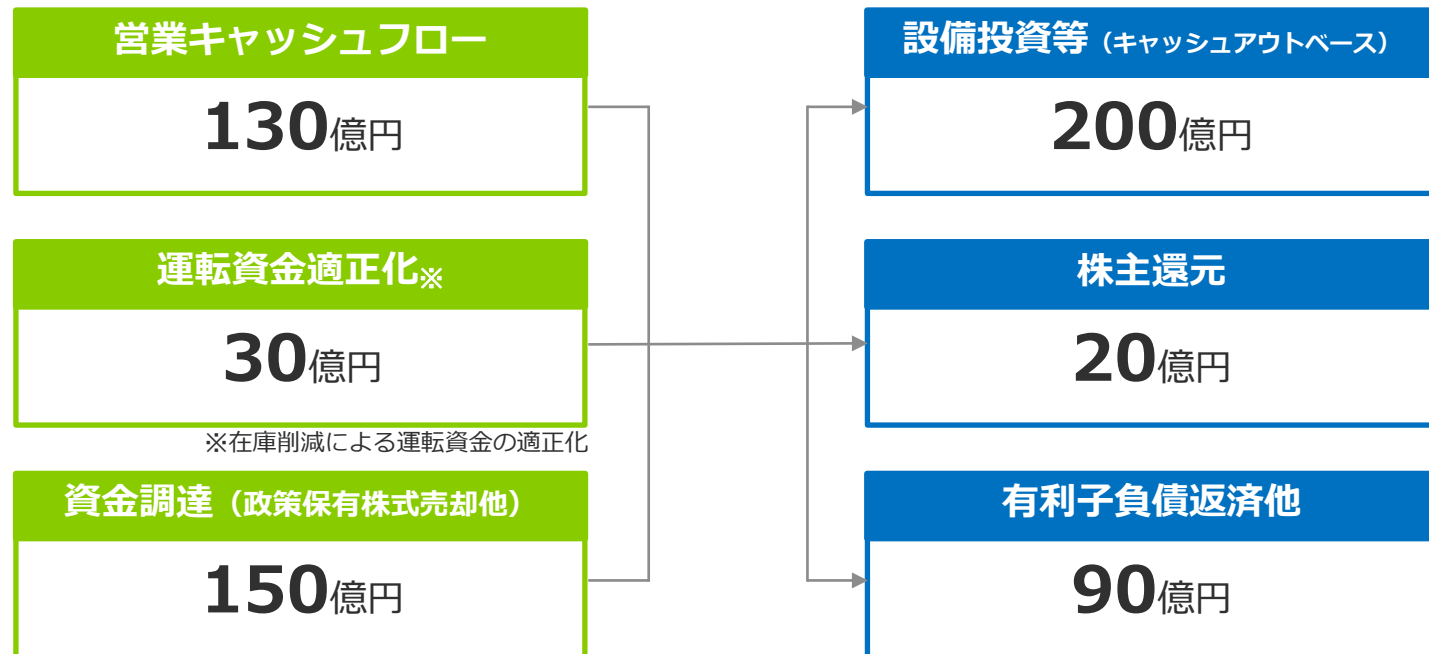 営業キャッシュフロー
130億円
運転資金適正化※
30億円
※在庫削減による運転資金の適正化
資金調達（政策保有株式売却他）
150億円
設備投資等（キャッシュアウトベース）
200億円
株主還元
20億円
有利子負債返済他
90億円